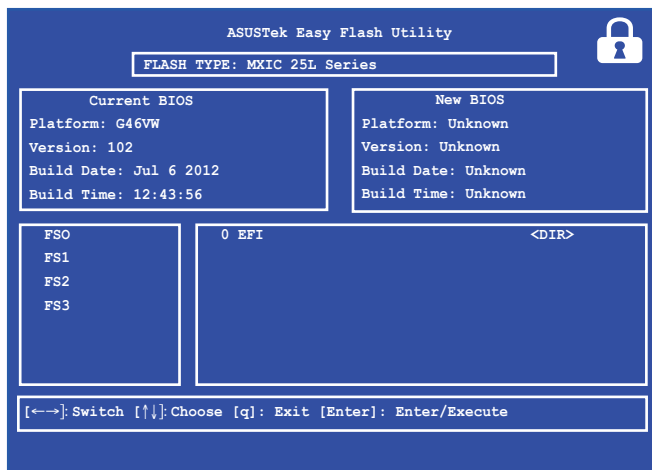 ASUSTek Easy Flash Utility
FLASH TYPE: MXIC 25L Series
Current BIOS
Platform: G46VW
Version: 102
Build Date: Jul 6 2012
Build Time: 12:43:56
New BIOS
Platform: Unknown
Version: Unknown
Build Date: Unknown
Build Time: Unknown
FSO
FS1
FS2
FS3
0 EFI <DIR>
[←→]: Switch [↑↓]: Choose [q]: Exit [Enter]: Enter/Execute